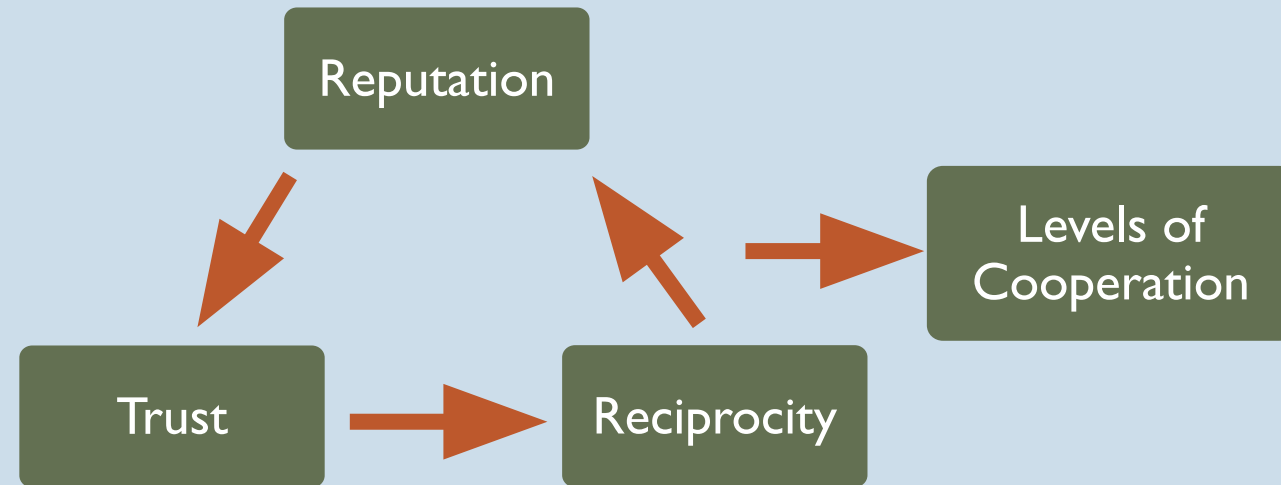 Reputation
Levels of
Cooperation
Trust
Reciprocity